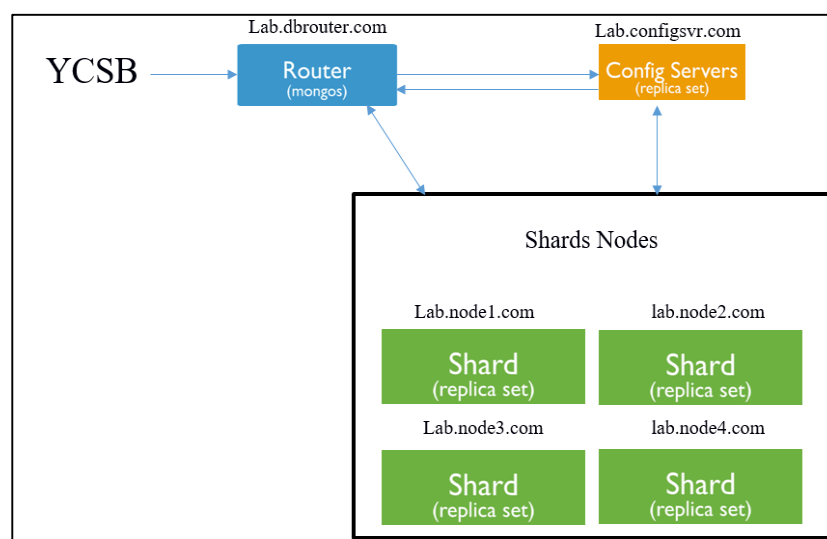 Lab.dbrouter.com
Lab.configsvr.com
YCSB
Router
(mongos)
Config Servers
(replica set)
Shards Nodes
Lab.node1.com
lab.node2.com
Shard
(replica set)
Shard
(replica set)
Lab.node3.com
lab.node4.com
Shard
(replica set)
Shard
(replica set)